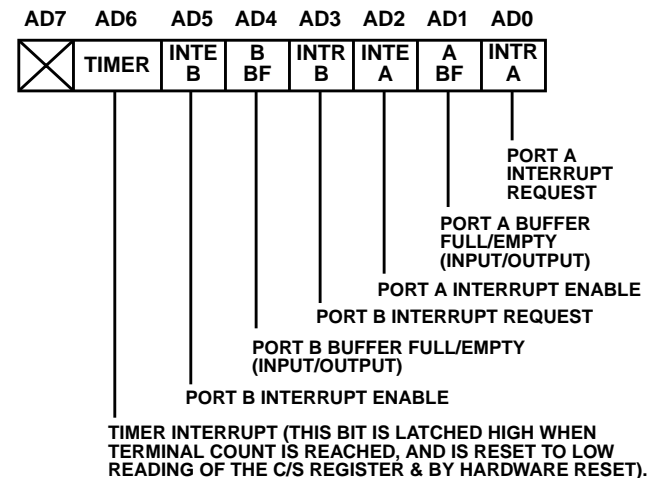 AD7 AD6 AD5 AD4 AD3 AD2 AD1 AD0
TIMER
INTE
B
B
BF
INTR
B
INTE
A
A
BF
INTR
A
PORT A
INTERRUPT
REQUEST
PORT A BUFFER
FULL/EMPTY
(INPUT/OUTPUT)
PORT A INTERRUPT ENABLE
PORT B INTERRUPT REQUEST
PORT B BUFFER FULL/EMPTY
(INPUT/OUTPUT)
PORT B INTERRUPT ENABLE
TIMER INTERRUPT (THIS BIT IS LATCHED HIGH WHEN
TERMINAL COUNT IS REACHED, AND IS RESET TO LOW
READING OF THE C/S REGISTER & BY HARDWARE RESET).